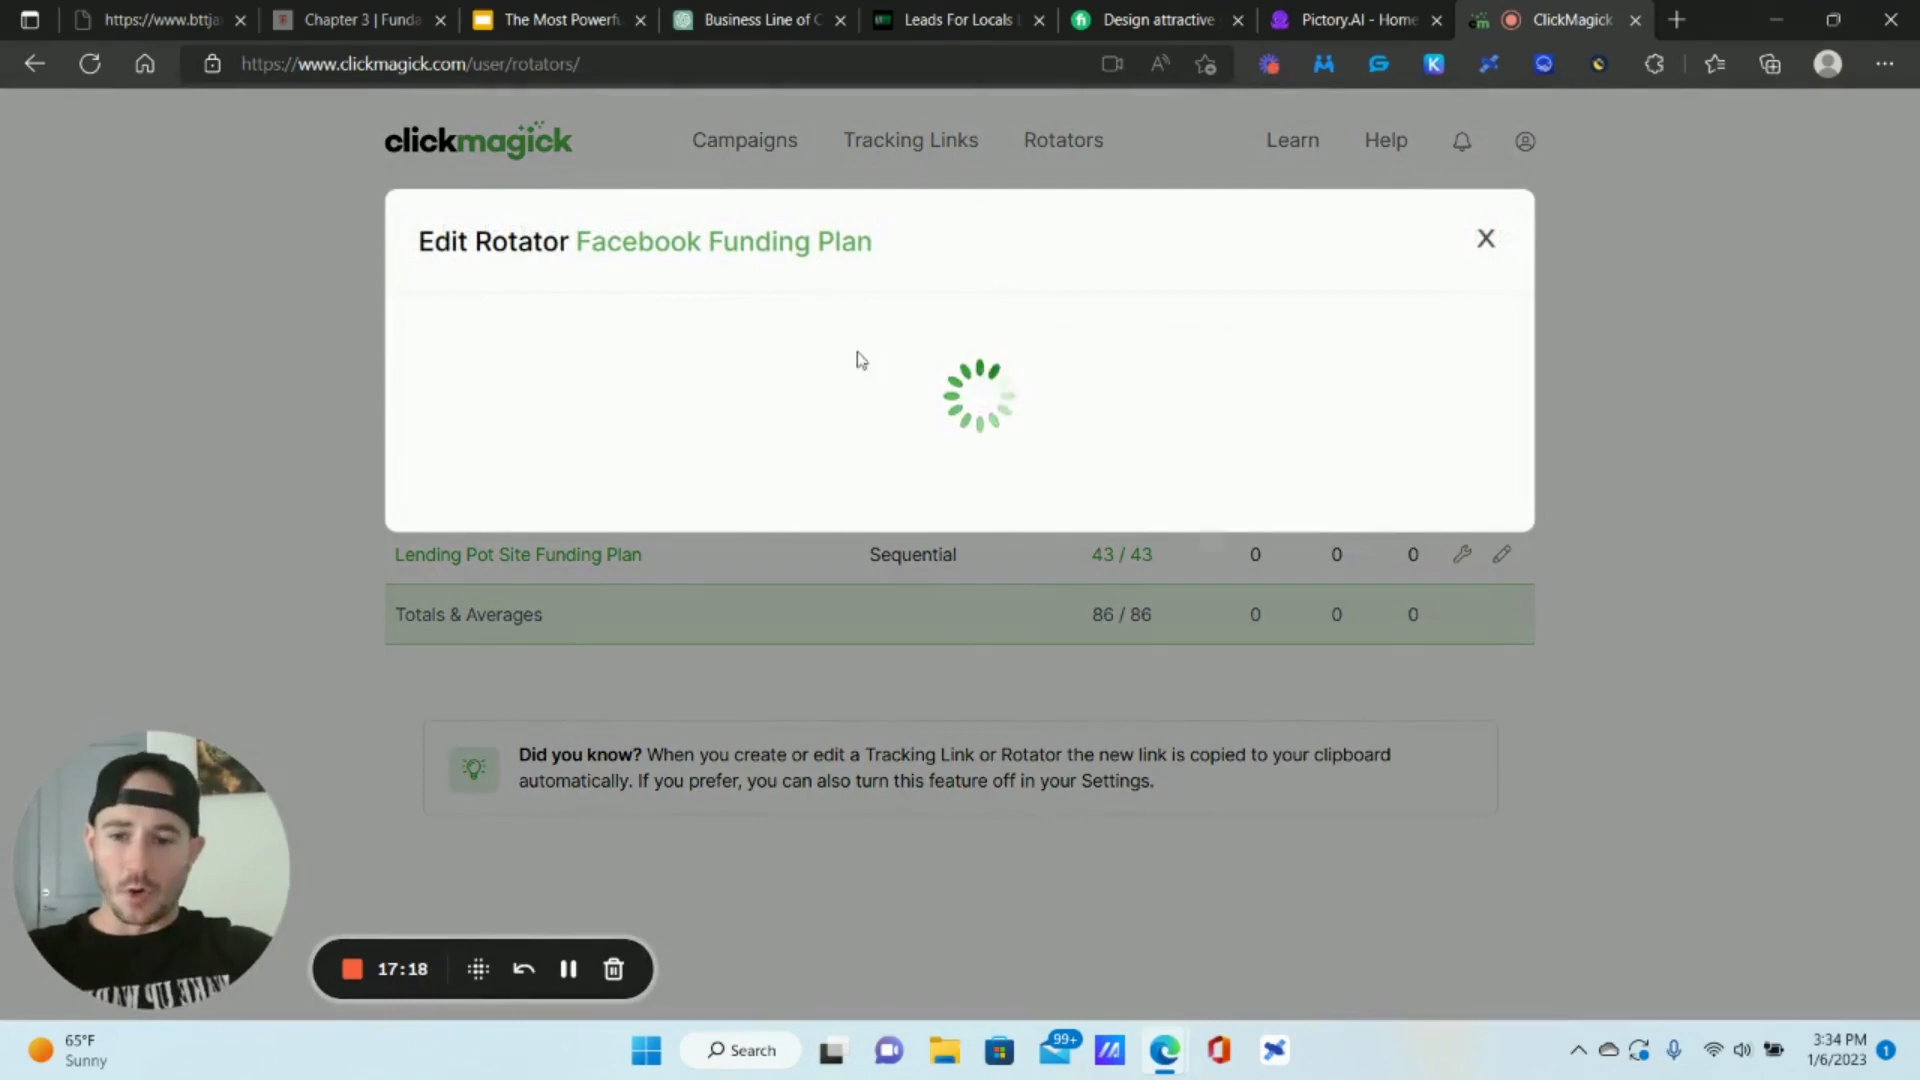 https://www.bttja
Chapter 3 | Funda
The Most Powerfu
Business Line of C
Leads For Locals
Design attractive
Pictory.AI - Home
ClickMagick
https://www.clickmagick.com/user/rotators/
clickmagick
Campaigns
Tracking Links
Rotators
Learn
Help
Edit Rotator Facebook Funding Plan
X
Lending Pot Site Funding Plan
Sequential
43 / 43
0
0
0
Totals & Averages
86 / 86
0
0
0
Did you know? When you create or edit a Tracking Link or Rotator the new link is copied to your clipboard
automatically. If you prefer, you can also turn this feature off in your Settings.
17:18
65°F
Sunny
Search
99+
3:34 PM
1/6/2023
1